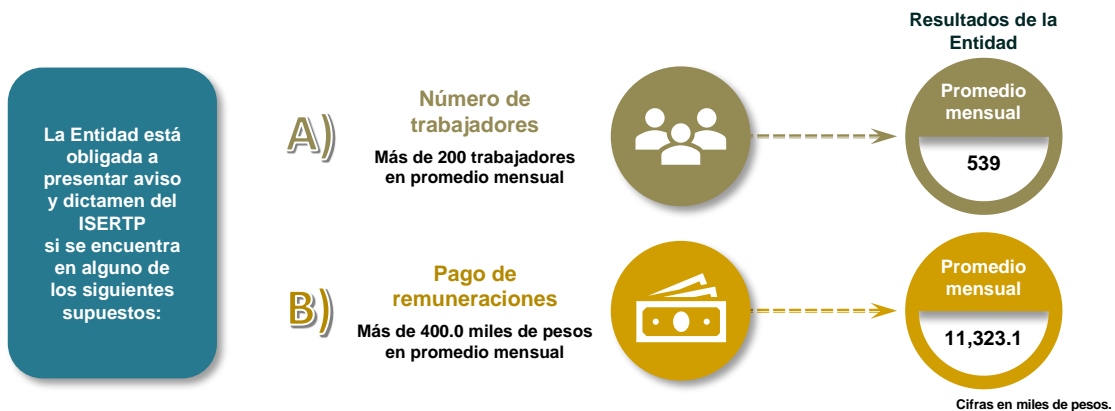 La Entidad está
obligada a
presentar aviso
y dictamen del
ISERTP
si se encuentra
en alguno de
los siguientes
supuestos:
A)
Número de
trabajadores
Más de 200 trabajadores
en promedio mensual
Resultados de la
Entidad
Promedio
mensual
539
B)
Pago de
remuneraciones
Más de 400.0 miles de pesos
en promedio mensual
Promedio
mensual
11,323.1
Cifras en miles de pesos.